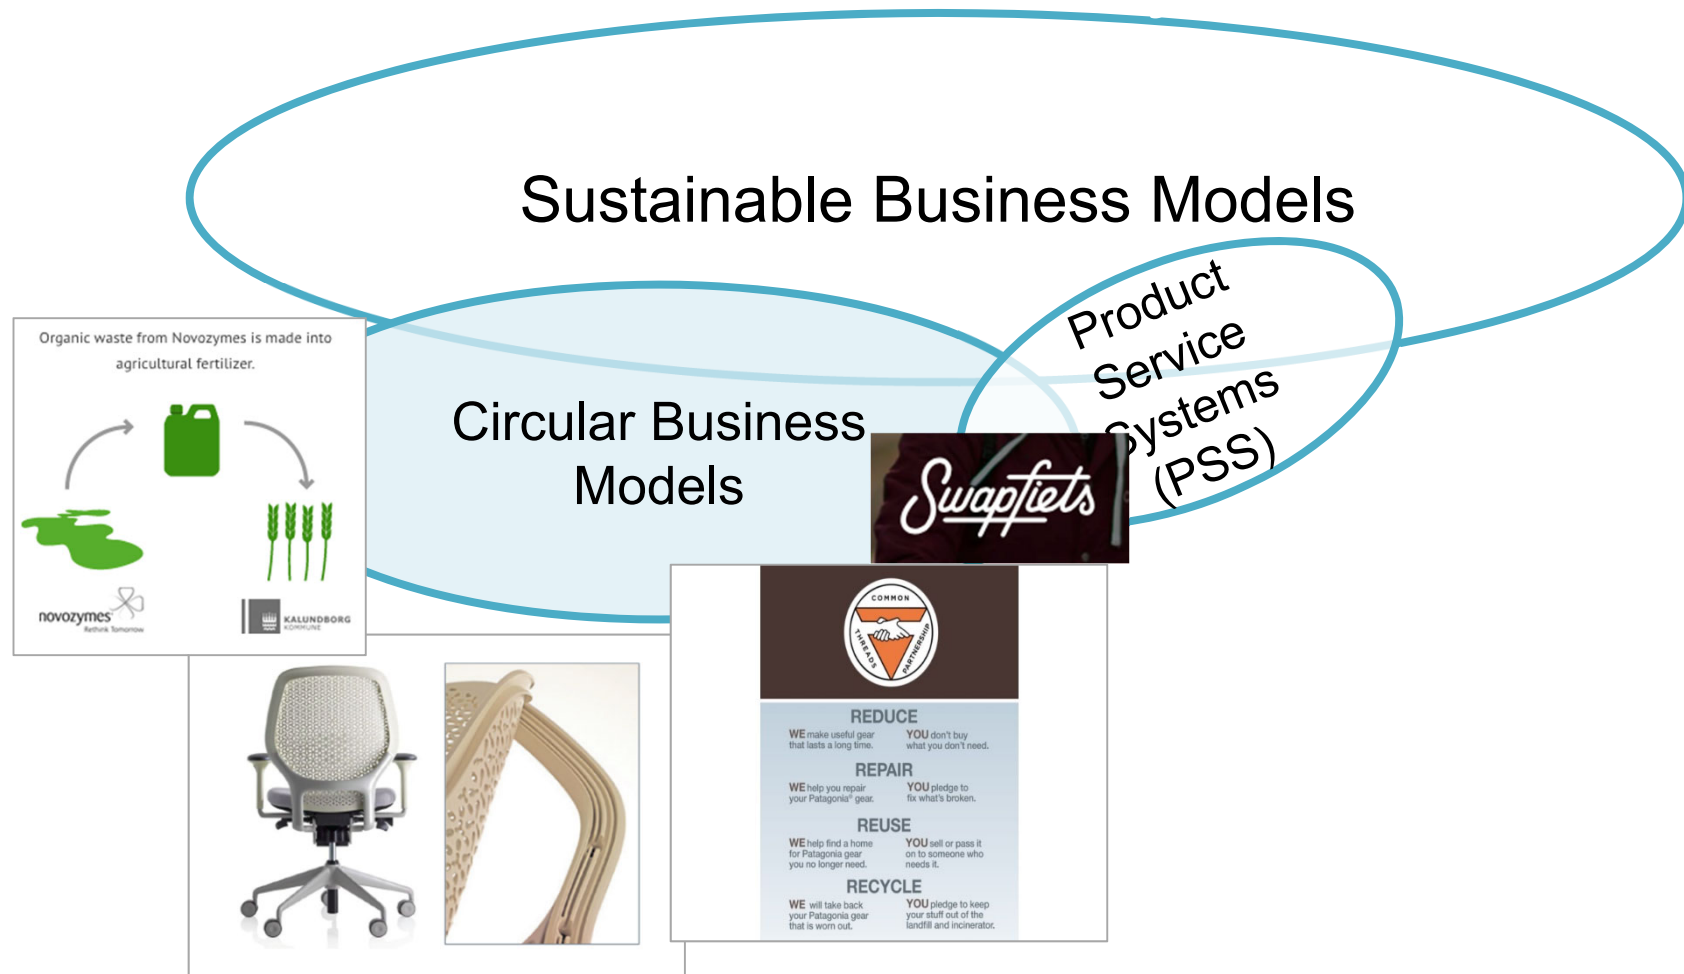 Sustainable Business Models
Product
Service
Systems
(PSS)
Organic waste from Novozymes is made into
agricultural fertilizer.
novozymes
Rethink Tomorrow
KALUNDBORG
KOMMUNE
Circular Business
Models
Swapfiets
COMMON
THREADS
PARTNERSHIP
REDUCE
WE make useful gear
that lasts a long time.
YOU don't buy
what you don't need.
REPAIR
WE help you repair
your Patagonia® gear.
YOU pledge to
fix what's broken.
REUSE
WE help find a home
for Patagonia gear
you no longer need.
YOU sell or pass it
on to someone who
needs it.
RECYCLE
WE will take back
your Patagonia gear
that is worn out.
YOU pledge to keep
your stuff out of the
landfill and incinerator.